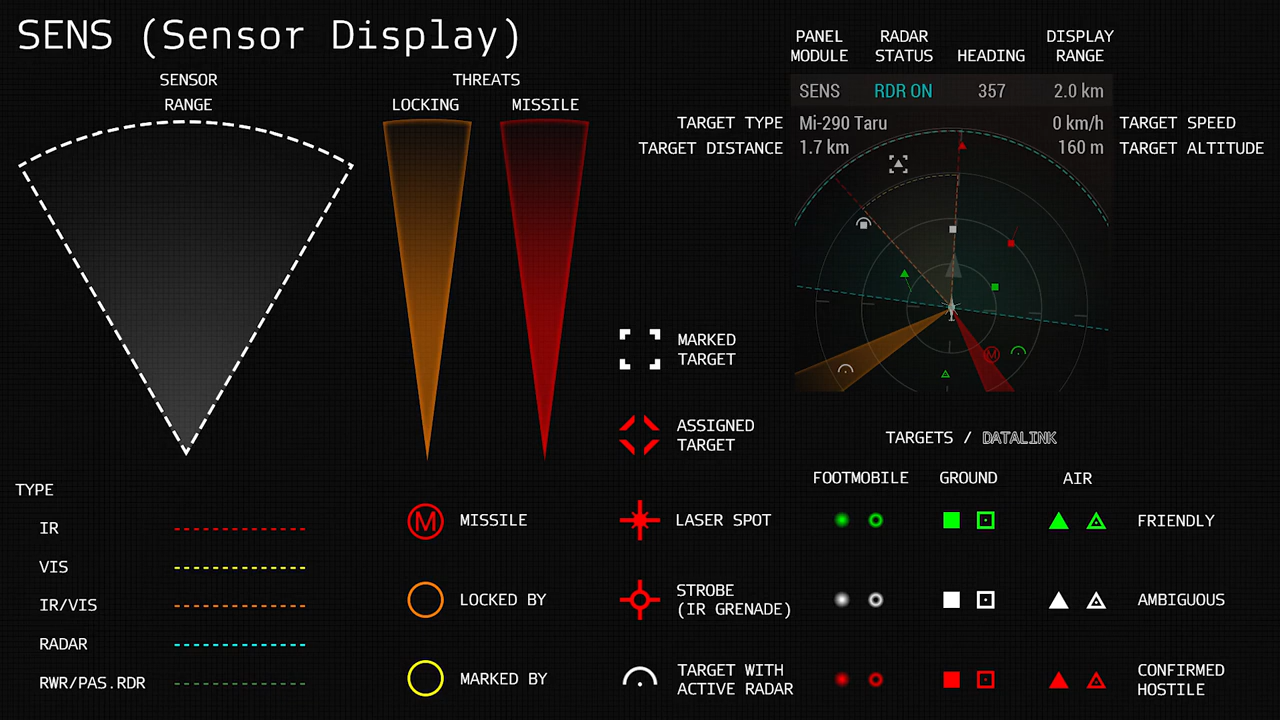 SENS (Sensor Display)
SENSOR
RANGE
THREATS
LOCKING
MISSILE
PANEL
MODULE
RADAR
STATUS
HEADING
DISPLAY
RANGE
SENS
RDR ON
357
2.0 km
TARGET TYPE
Mi-290 Taru
0 km/h
TARGET SPEED
TARGET DISTANCE
1.7 km
160 m
TARGET ALTITUDE
M
MARKED
TARGET
ASSIGNED
TARGET
TARGETS / DATALINK
FOOTMOBILE
GROUND
AIR
TYPE
IR
VIS
IR/VIS
RADAR
RWR/PAS.RDR
M
MISSILE
LOCKED BY
MARKED BY
LASER SPOT
STROBE
(IR GRENADE)
TARGET WITH
ACTIVE RADAR
FRIENDLY
AMBIGUOUS
CONFIRMED
HOSTILE